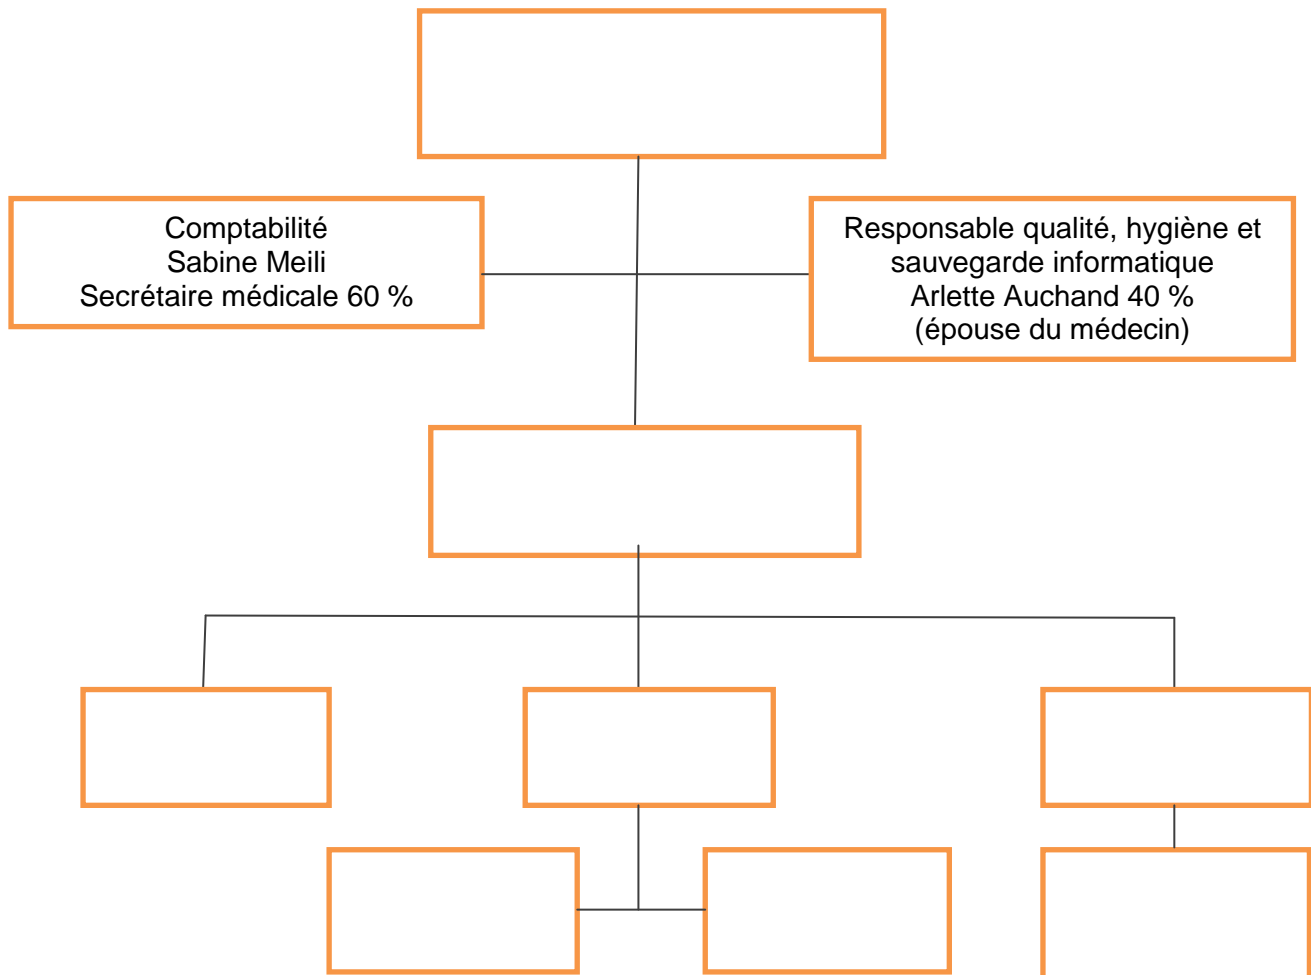 Comptabilité
Sabine Meili
Secrétaire médicale 60 %
Responsable qualité, hygiène et
sauvegarde informatique
Arlette Auchand 40 %
(épouse du médecin)